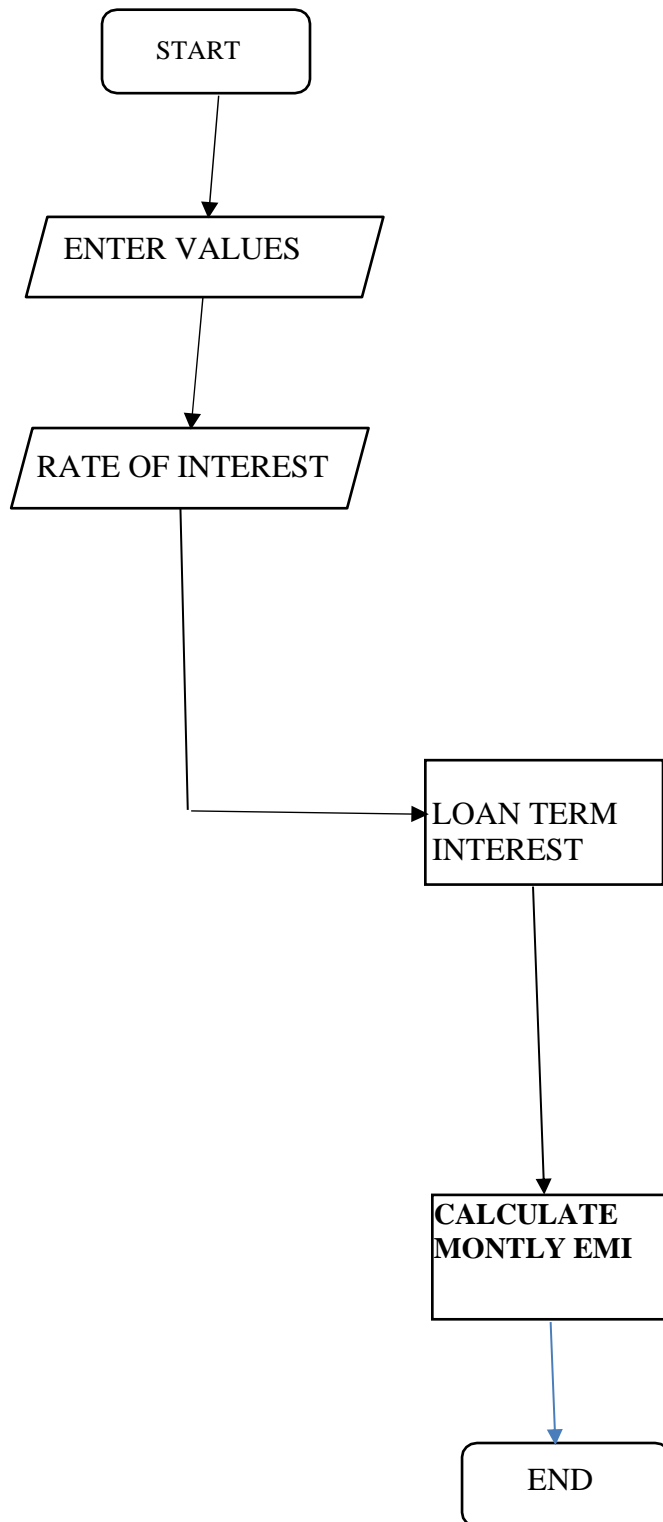 START
ENTER VALUES
RATE OF INTEREST
LOAN TERM
INTEREST
CALCULATE
MONTLY EMI
END